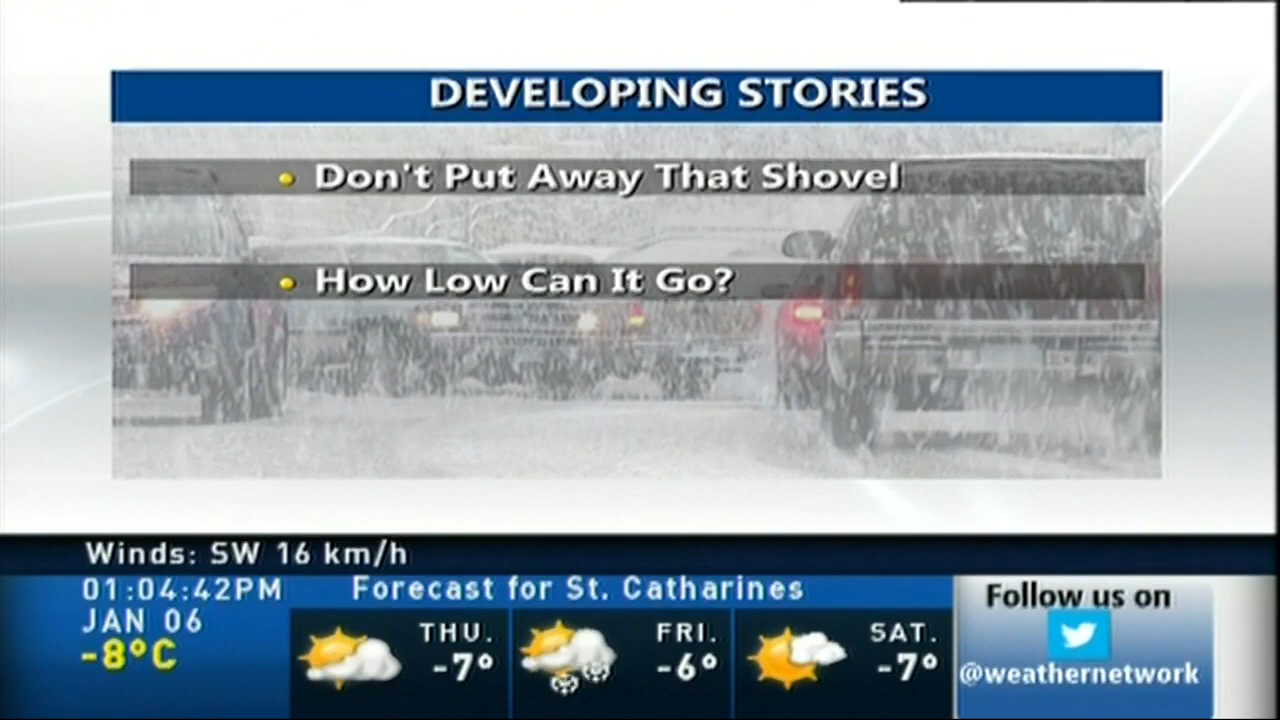 DEVELOPING STORIES
Don't Put Away That Shovel
How Low Can It Go?
Winds: SW 16 km/h
01:04:42PM
JAN 06
-8°C
Forecast for St. Catharines
THU.
-7°
FRI.
-6°
SAT.
-7°
Follow us on
@weathernetwork